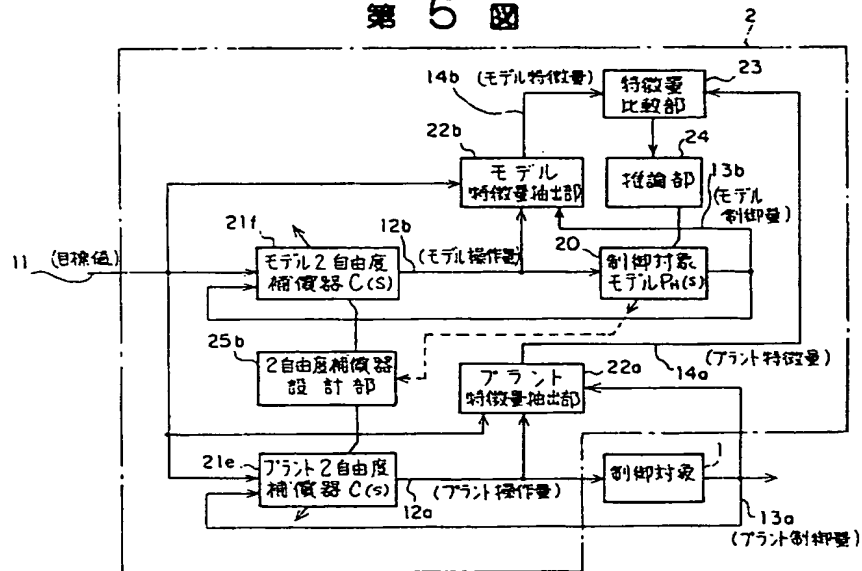 第5図
2
14b (モデル特徴量)
特徴量
比較部
23
22b
モデル
特徴量抽出部
24
推論部
13b
(モデル
制御量)
21f
11 (目標値)
モデル2自由度
補償器C(S)
12b
(モデル操作量)
20
制御対象
モデルPM(S)
25b
2自由度補償器
設計部
プラント
特徴量抽出部
22a
14a
(プラント特徴量)
21e
プラント2自由度
補償器C(S)
12a
(プラント操作量)
制御対象
1
13a
(プラント制御量)